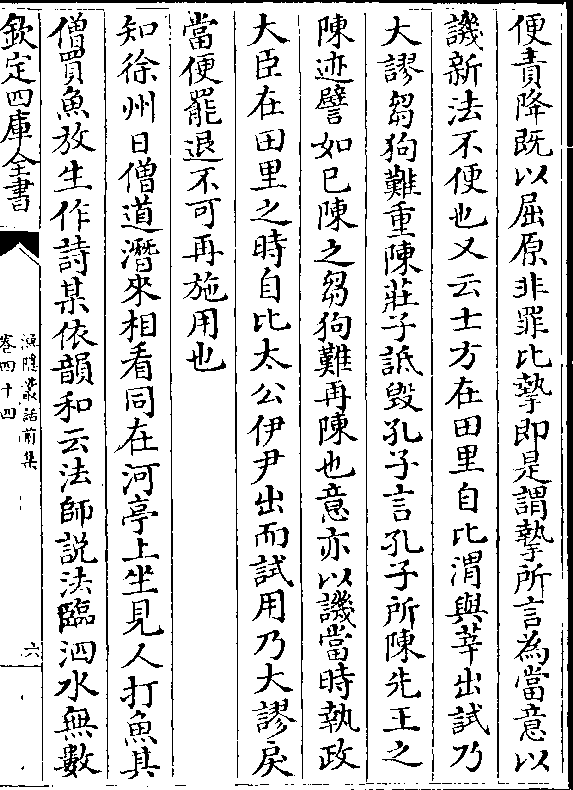 便責降既以屈原非罪比摯即是謂摯所言為當意以
譏新法不便也又云士方在田里自比渭與莘出試乃
大謬芻狗難重陳莊子詆毀孔子言孔子所陳先王之
陳迹譬如已陳之芻狗難再陳也意亦以譏當時執政
大臣在田里之時自比太公伊尹出而試用乃大謬戾
當便罷退不可再施用也
知徐州日僧道潛來相看同在河亭上坐見人打魚其
僧買魚放生作詩某依韻和云法師説法臨泗水無數
欽定四庫全書
漁隱叢話前集
卷四十四
六